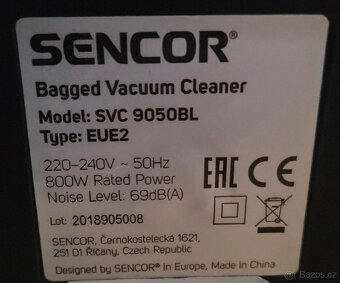 SENCOR®
Bagged Vacuum Cleaner
Model: SVC 9050BL
Type: EUE2
220-240V ~ 50Hz
800W Rated Power
Noise Level: 69dB(A)
EAC CE
Lot: 2018905008
SENCOR, Černokostelecká 1621,
251 01 Říčany, Czech Republic
Designed by SENCOR® in Europe, Made in China
Bazoš.cz